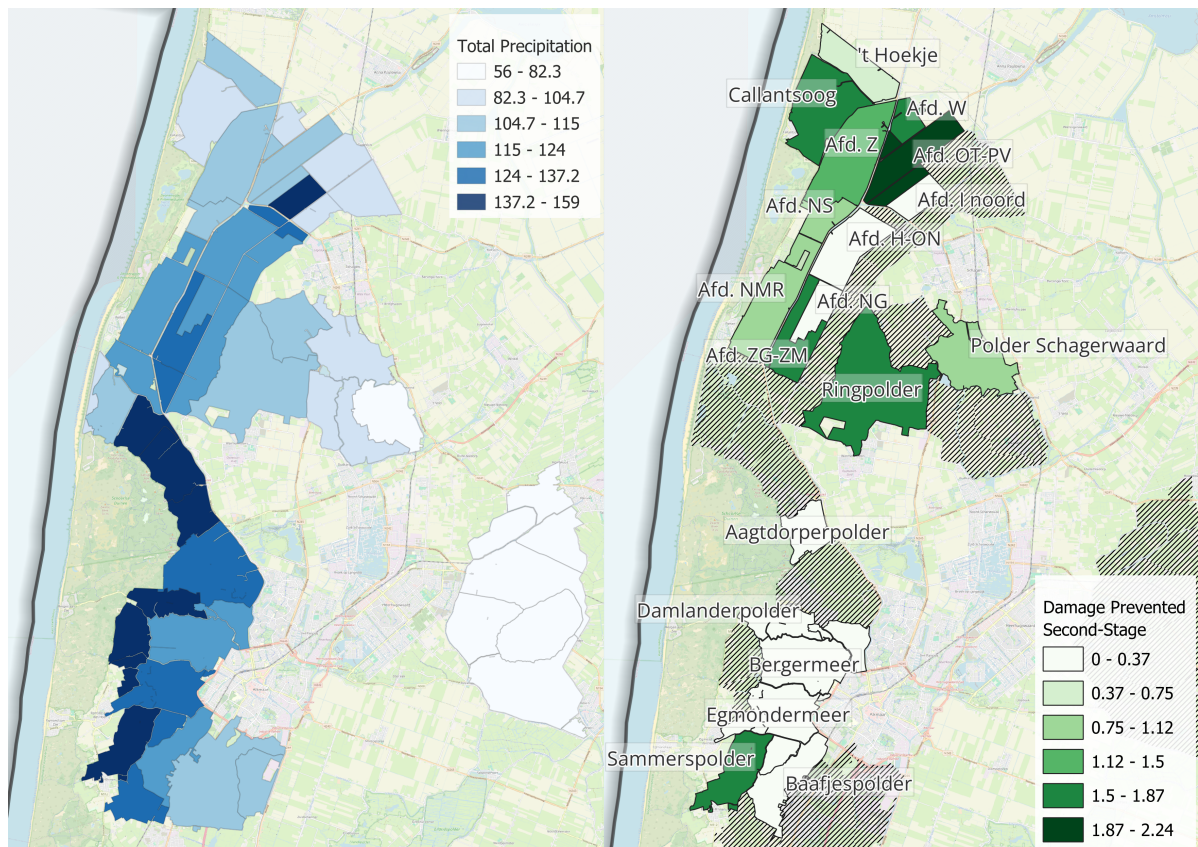 Total Precipitation
56 - 82.3
82.3 - 104.7
104.7 - 115
115 - 124
124 - 137.2
137.2 - 159
't Hoekje
Callantsoog
Afd. W
Afd. Z
Afd. OT-PV
Afd. I noord
Afd. NS
Afd. H-ON
Afd. NMR
Afd. NG
Afd. ZG-ZM
Polder Schagerwaard
Ringpolder
Aagtdorperpolder
Damlanderpolder
Bergermeer
Egmondermeer
Sammerspolder
Baafjespolder
Damage Prevented
Second-Stage
0 - 0.37
0.37 - 0.75
0.75 - 1.12
1.12 - 1.5
1.5 - 1.87
1.87 - 2.24